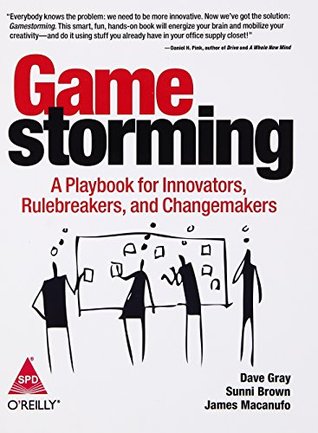 "Everybody knows the problem: we need to be more innovative. Now we've got the solution:
Gamestorming. This smart, fun, hands-on book will energize your brain and mobilize your
creativity—and do it using stuff you already have in your office supply closet!"
—Daniel H. Pink, author of Drive and A Whole New Mind
Game
storming
A Playbook for Innovators,
Rulebreakers, and Changemakers
SPD
O'REILLY®
Dave Gray
Sunni Brown
James Macanufo